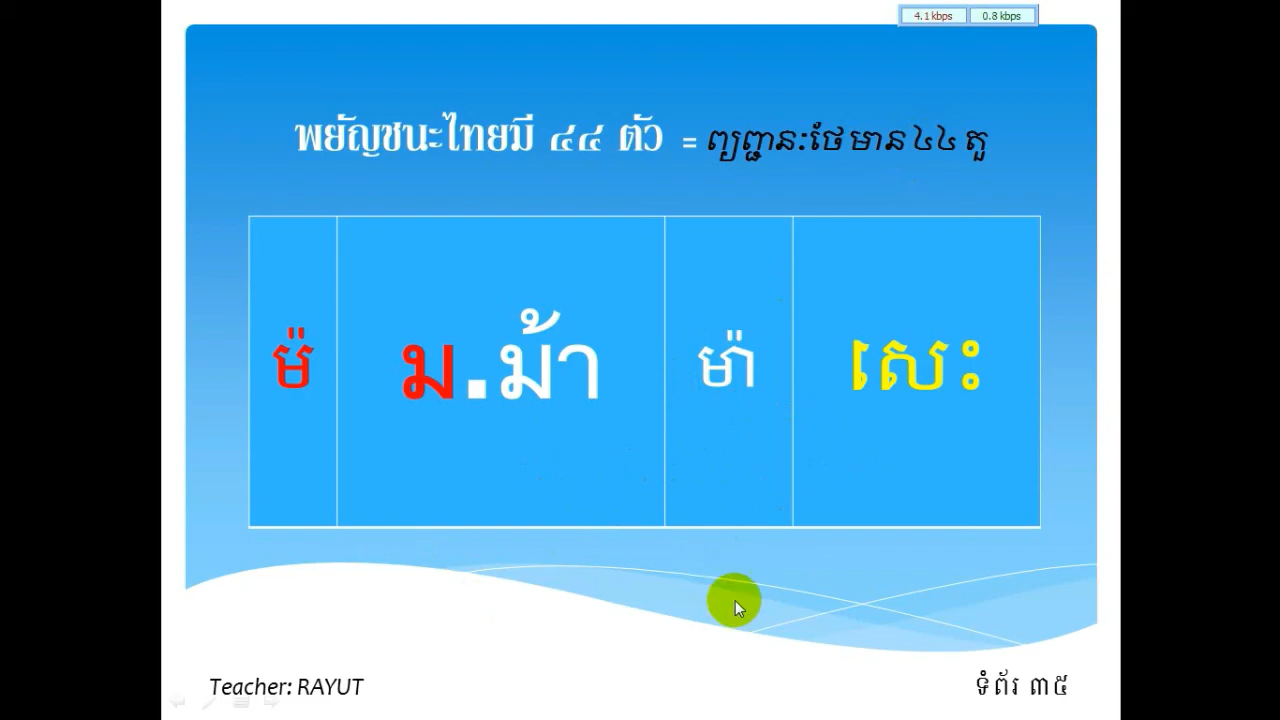 4.1 kbps 0.8 kbps
พยัญชนะไทยมี ๔๔ ตัว = ព្យញ្ជានៈថៃមាន៤៤ តួ
ម៉ ม.ม้า ម៉ា សេះ
Teacher: RAYUT ទំព័រ ៣៥